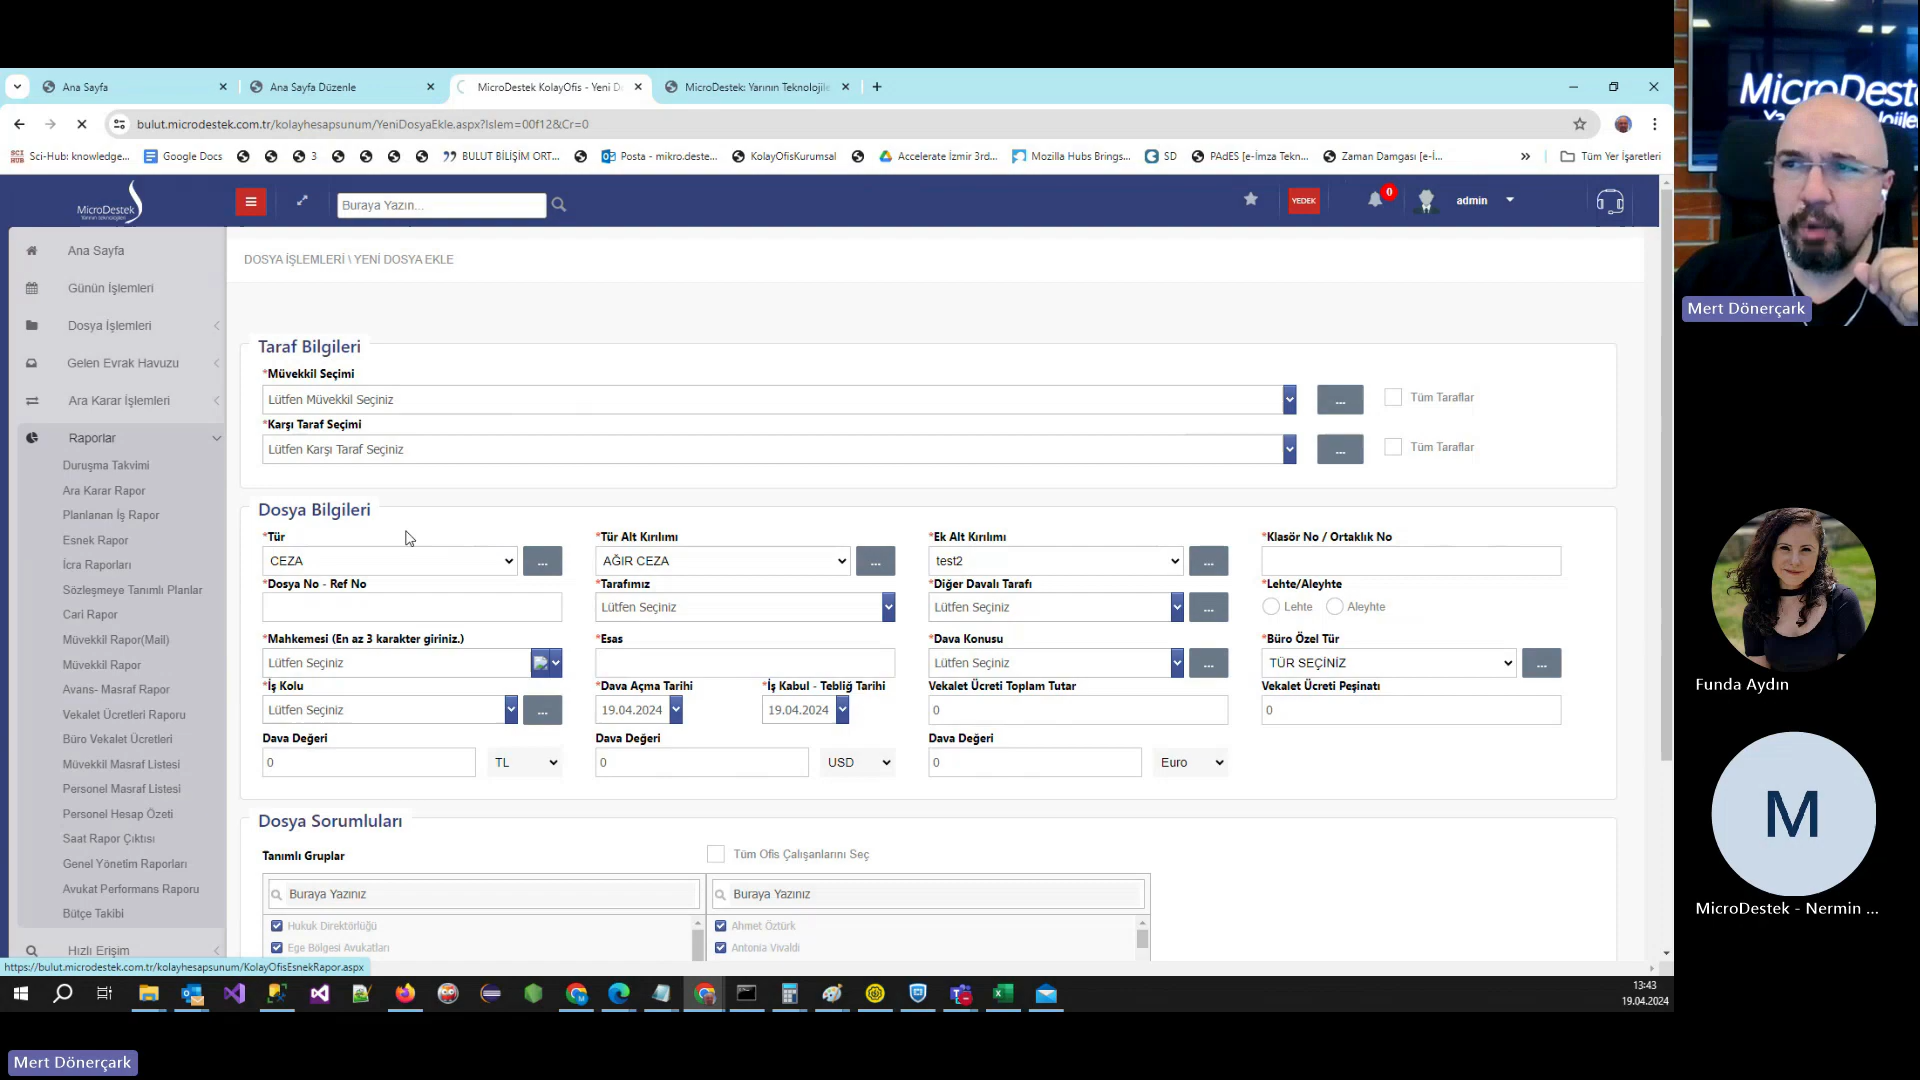 MicroDest
Ya
jiler
Mert Dönerçark
Ana Sayfa
Ana Sayfa Düzenle
MicroDestek KolayOfis - Yeni D
MicroDestek: Yarının Teknolojile
bulut.microdestek.com.tr/kolayhesapsunum/YeniDosyaEkle.aspx?Islem=00f12&Cr=0
Sci-Hub: knowledge...
Google Docs
3
BULUT BİLİŞİM ORT...
Posta - mikro.deste...
KolayOfisKurumsal
Accelerate İzmir 3rd...
Mozilla Hubs Brings...
SD
PAdES [e-İmza Tekn...
Zaman Damgası [e-İ...
»
Tüm Yer İşaretleri
MicroDestek
Buraya Yazın...
YEDEK
0
admin
Ana Sayfa
Günün İşlemleri
Dosya İşlemleri
Gelen Evrak Havuzu
Ara Karar İşlemleri
Raporlar
Duruşma Takvimi
Ara Karar Rapor
Planlanan İş Rapor
Esnek Rapor
İcra Raporları
Sözleşmeye Tanımlı Planlar
Cari Rapor
Müvekkil Rapor(Mail)
Müvekkil Rapor
Avans- Masraf Rapor
Vekalet Ücretleri Raporu
Büro Vekalet Ücretleri
Müvekkil Masraf Listesi
Personel Masraf Listesi
Personel Hesap Özeti
Saat Rapor Çıktısı
Genel Yönetim Raporları
Avukat Performans Raporu
Bütçe Takibi
Hızlı Erişim
DOSYA İŞLEMLERİ \ YENİ DOSYA EKLE
Taraf Bilgileri
*Müvekkil Seçimi
Lütfen Müvekkil Seçiniz
...
Tüm Taraflar
*Karşı Taraf Seçimi
Lütfen Karşı Taraf Seçiniz
...
Tüm Taraflar
Dosya Bilgileri
*Tür
*Tür Alt Kırılımı
*Ek Alt Kırılımı
*Klasör No / Ortaklık No
CEZA
...
AĞIR CEZA
...
test2
...
*Dosya No - Ref No
*Tarafımız
*Diğer Davalı Tarafı
*Lehte/Aleyhte
Lütfen Seçiniz
Lütfen Seçiniz
...
Lehte
Aleyhte
*Mahkemesi (En az 3 karakter giriniz.)
*Esas
*Dava Konusu
*Büro Özel Tür
Lütfen Seçiniz
Lütfen Seçiniz
...
TÜR SEÇİNİZ
...
*İş Kolu
*Dava Açma Tarihi
*İş Kabul - Tebliğ Tarihi
Vekalet Ücreti Toplam Tutar
Vekalet Ücreti Peşinatı
Lütfen Seçiniz
...
19.04.2024
19.04.2024
0
0
Dava Değeri
Dava Değeri
Dava Değeri
0
TL
0
USD
0
Euro
Dosya Sorumluları
Tanımlı Gruplar
Tüm Ofis Çalışanlarını Seç
Buraya Yazınız
Buraya Yazınız
Hukuk Direktörlüğü
Ahmet Öztürk
Ege Bölgesi Avukatları
Antonia Vivaldi
https://bulut.microdestek.com.tr/kolayhesapsunum/KolayOfisEsnekRapor.aspx
13:43
19.04.2024
Funda Aydın
M
MicroDestek - Nermin ...
Mert Dönerçark